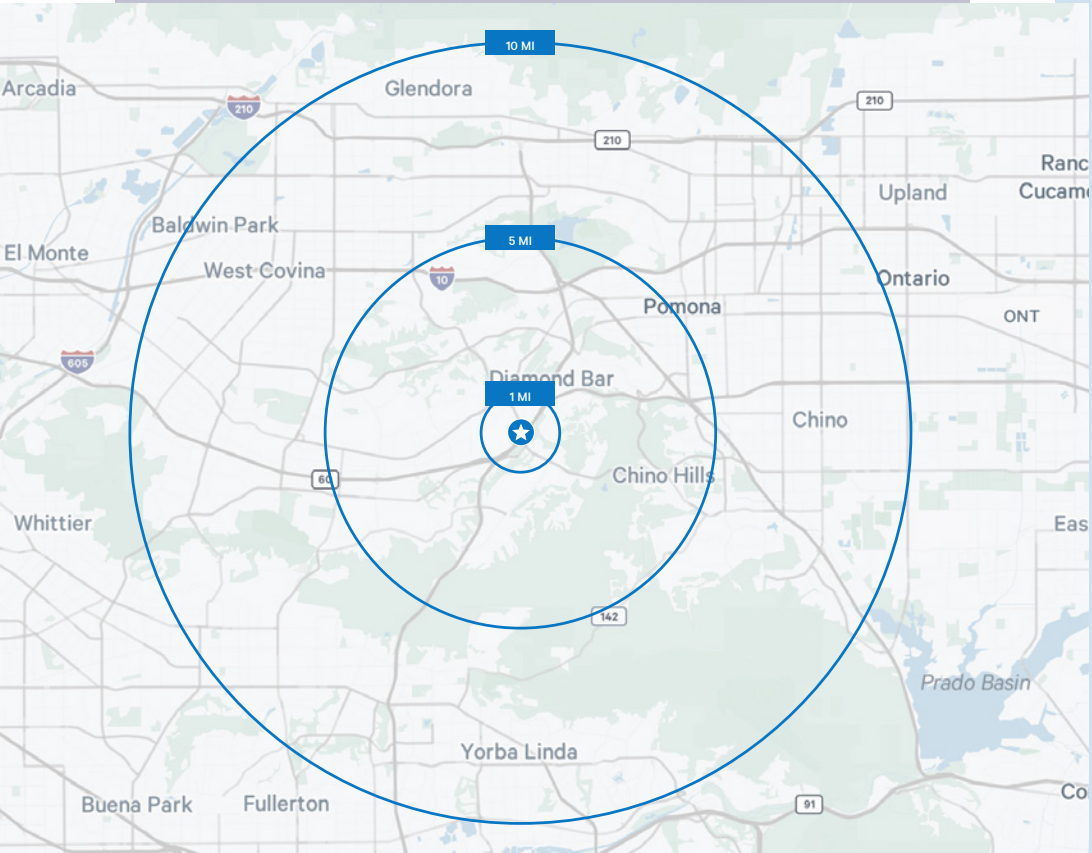 10 MI
Arcadia
Glendora
210
210
210
Ranc
Cucam
Upland
Baldwin Park
El Monte
5 MI
West Covina
10
Ontario
Pomona
ONT
605
Diamond Bar
1 MI
Chino
60
Chino Hills
Whittier
Eas
142
Prado Basin
Yorba Linda
Buena Park
Fullerton
91
Co